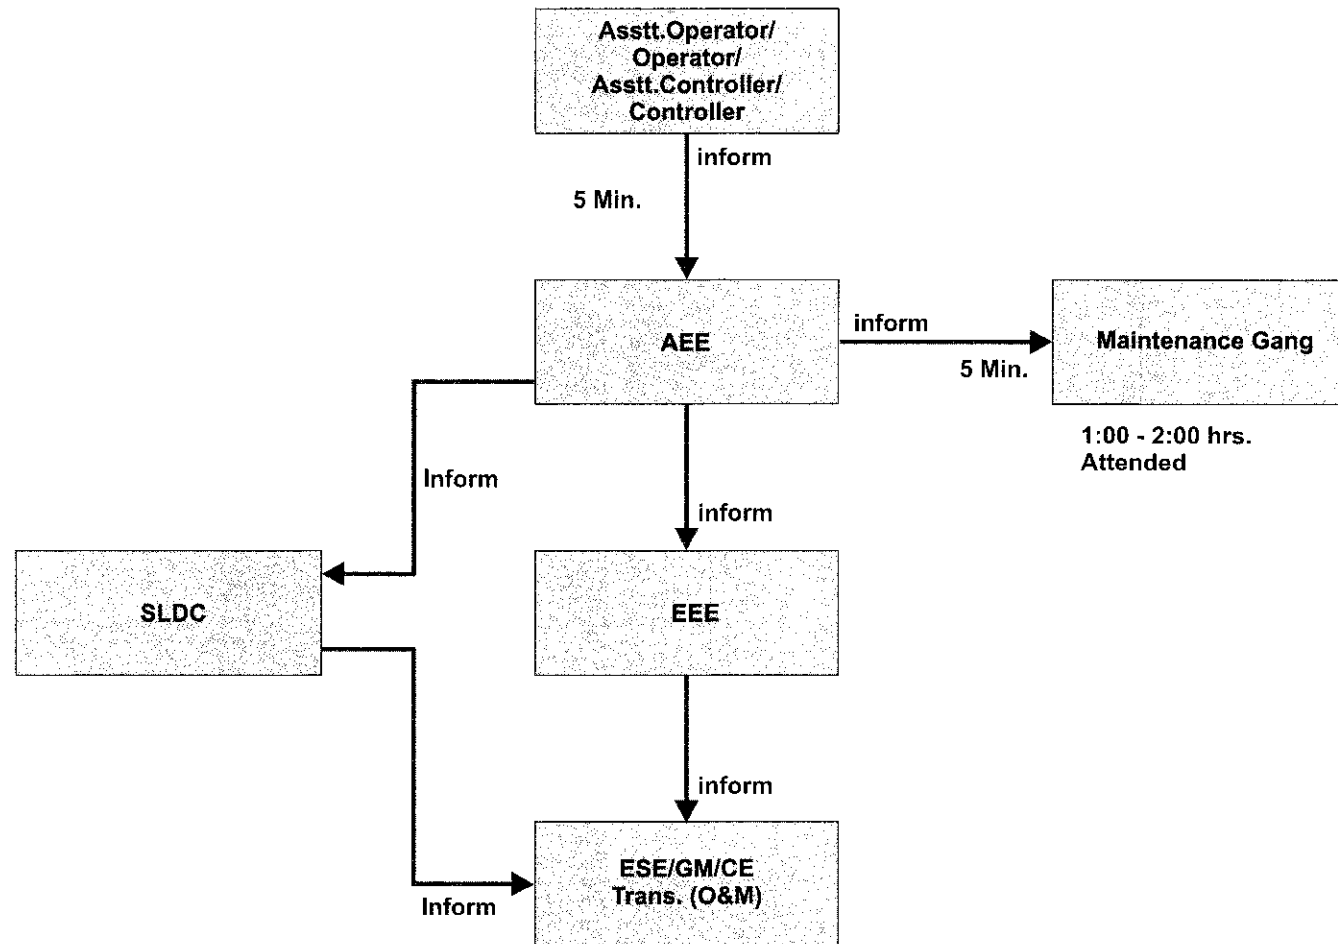 Asstt.Operator/
Operator/
Asstt.Controller/
Controller
inform
5 Min.
AEE
inform
5 Min.
Maintenance Gang
1:00 - 2:00 hrs.
Attended
Inform
inform
SLDC
EEE
inform
ESE/GM/CE
Trans. (O&M)
Inform